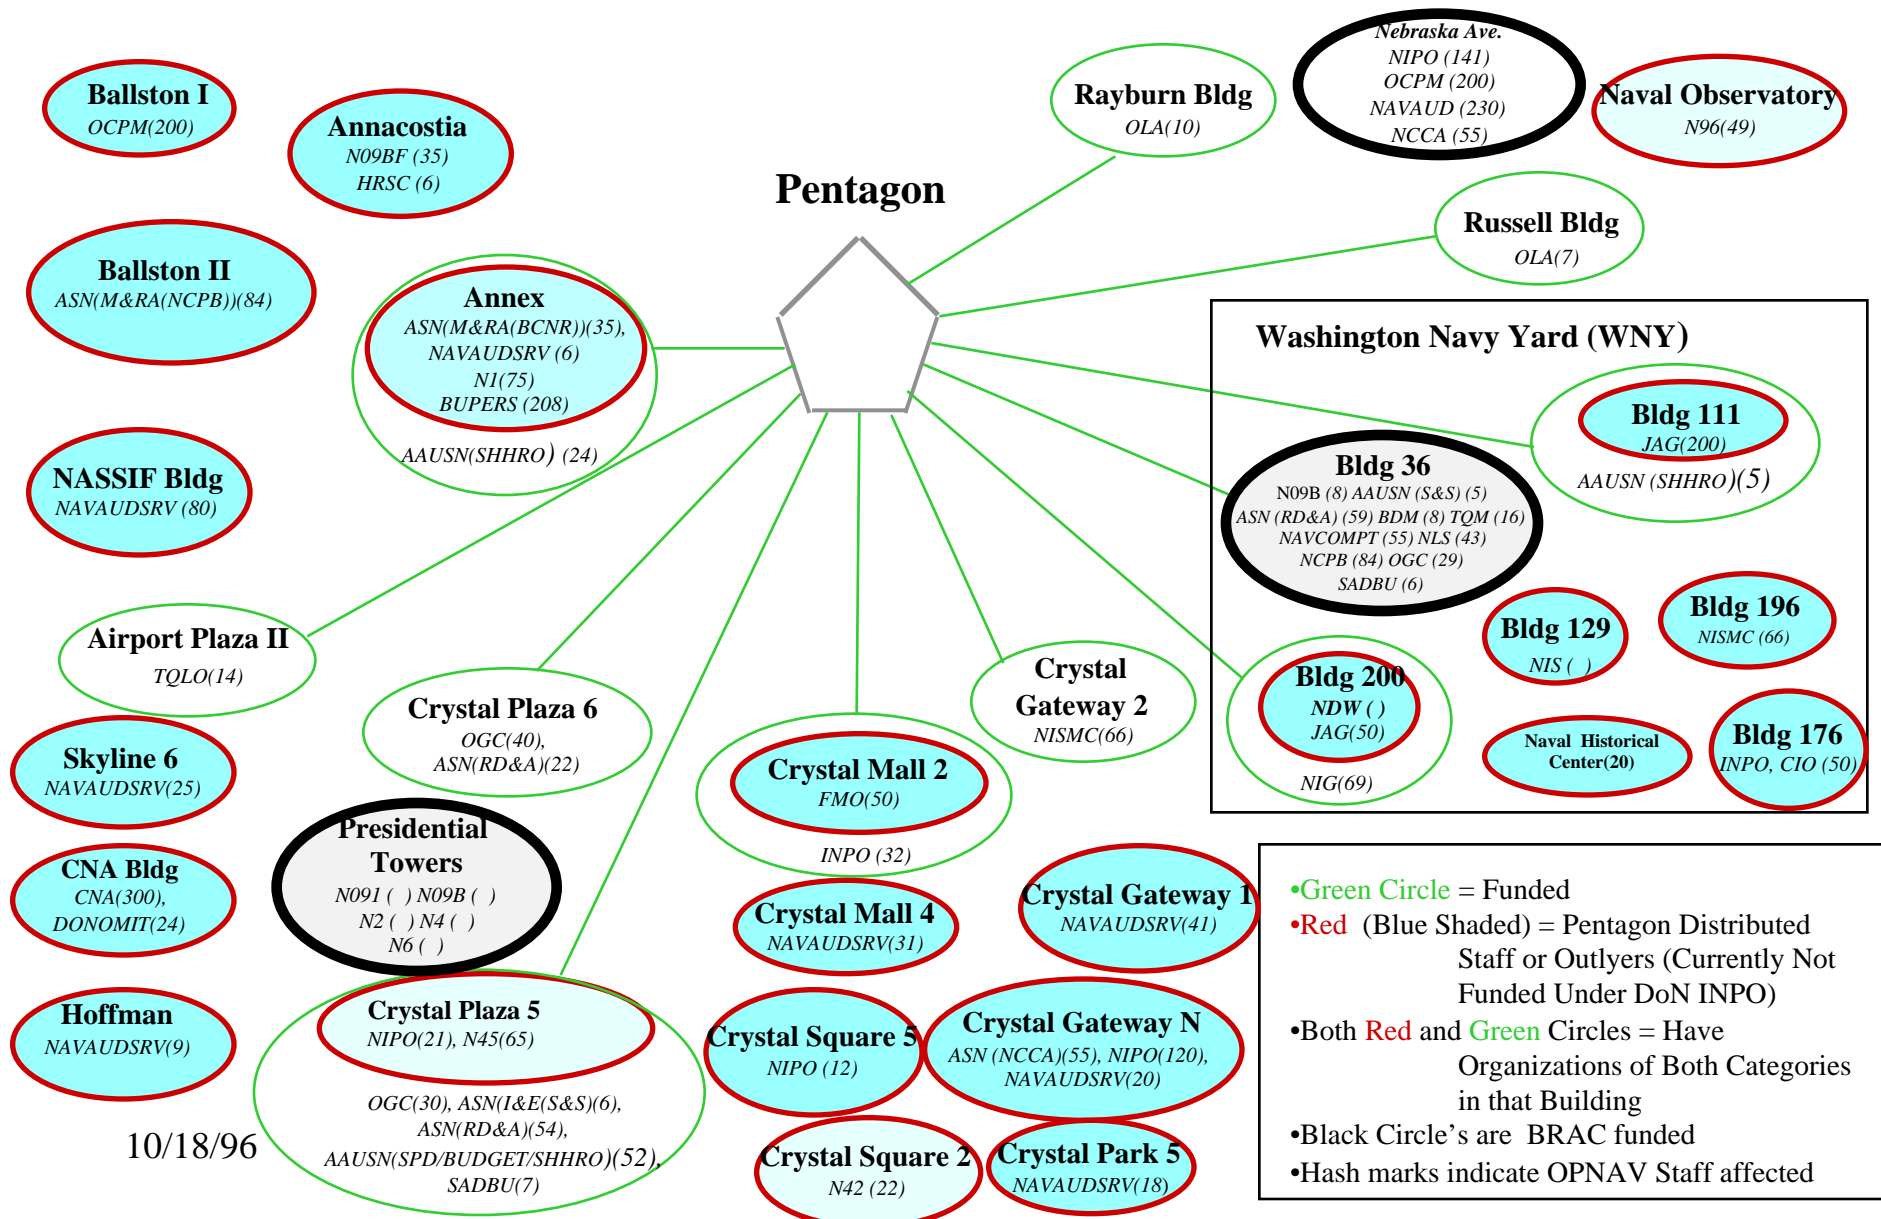 Nebraska Ave.
NIPO (141)
OCPM (200)
NAVAUD (230)
NCCA (55)
Ballston I
OCPM(200)
Annacostia
N09BF (35)
HRSC (6)
Rayburn Bldg
OLA(10)
Naval Observatory
N96(49)
Pentagon
Russell Bldg
OLA(7)
Ballston II
ASN(M&RA(NCPB))(84)
Annex
ASN(M&RA(BCNR))(35),
NAVAUDSRV (6)
N1(75)
BUPERS (208)
AAUSN(SHHRO) (24)
Washington Navy Yard (WNY)
Bldg 111
JAG(200)
AAUSN (SHHRO)(5)
Bldg 36
N09B (8) AAUSN (S&S) (5)
ASN (RD&A) (59) BDM (8) TQM (16)
NAVCOMPT (55) NLS (43)
NCPB (84) OGC (29)
SADBU (6)
NASSIF Bldg
NAVAUDSRV (80)
Bldg 129
NIS (  )
Bldg 196
NISMC (66)
Airport Plaza II
TQLO(14)
Crystal Plaza 6
OGC(40),
ASN(RD&A)(22)
Crystal
Gateway 2
NISMC(66)
Bldg 200
NDW ( )
JAG(50)
NIG(69)
Naval  Historical
Center(20)
Bldg 176
INPO, CIO (50)
Skyline 6
NAVAUDSRV(25)
Crystal Mall 2
FMO(50)
INPO (32)
Presidential
Towers
N091 (  ) N09B (  )
N2 (  ) N4 (  )
N6 (  )
CNA Bldg
CNA(300),
DONOMIT(24)
Crystal Mall 4
NAVAUDSRV(31)
Crystal Gateway 1
NAVAUDSRV(41)
Hoffman
NAVAUDSRV(9)
Crystal Plaza 5
NIPO(21), N45(65)
OGC(30), ASN(I&E(S&S)(6),
ASN(RD&A)(54),
AAUSN(SPD/BUDGET/SHHRO)(52),
SADBU(7)
Crystal Square 5
NIPO (12)
Crystal Gateway N
ASN (NCCA)(55), NIPO(120),
NAVAUDSRV(20)
Crystal Square 2
N42 (22)
Crystal Park 5
NAVAUDSRV(18)
10/18/96
•Green Circle = Funded
•Red  (Blue Shaded) = Pentagon Distributed
Staff or Outlyers (Currently Not
Funded Under DoN INPO)
•Both Red and Green Circles = Have
Organizations of Both Categories
in that Building
•Black Circle's are  BRAC funded
•Hash marks indicate OPNAV Staff affected